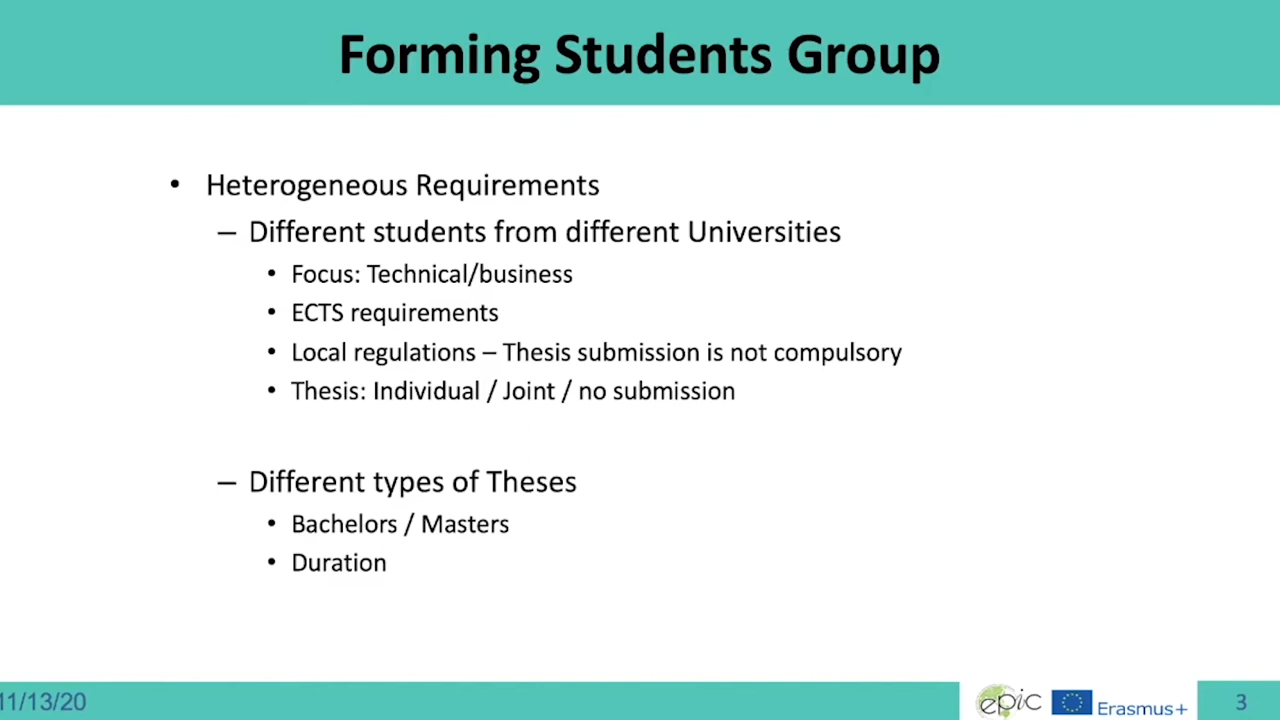 Forming Students Group
• Heterogeneous Requirements
– Different students from different Universities
• Focus: Technical/business
• ECTS requirements
• Local regulations – Thesis submission is not compulsory
• Thesis: Individual / Joint / no submission
– Different types of Theses
• Bachelors / Masters
• Duration
11/13/20
epic
Erasmus+
3